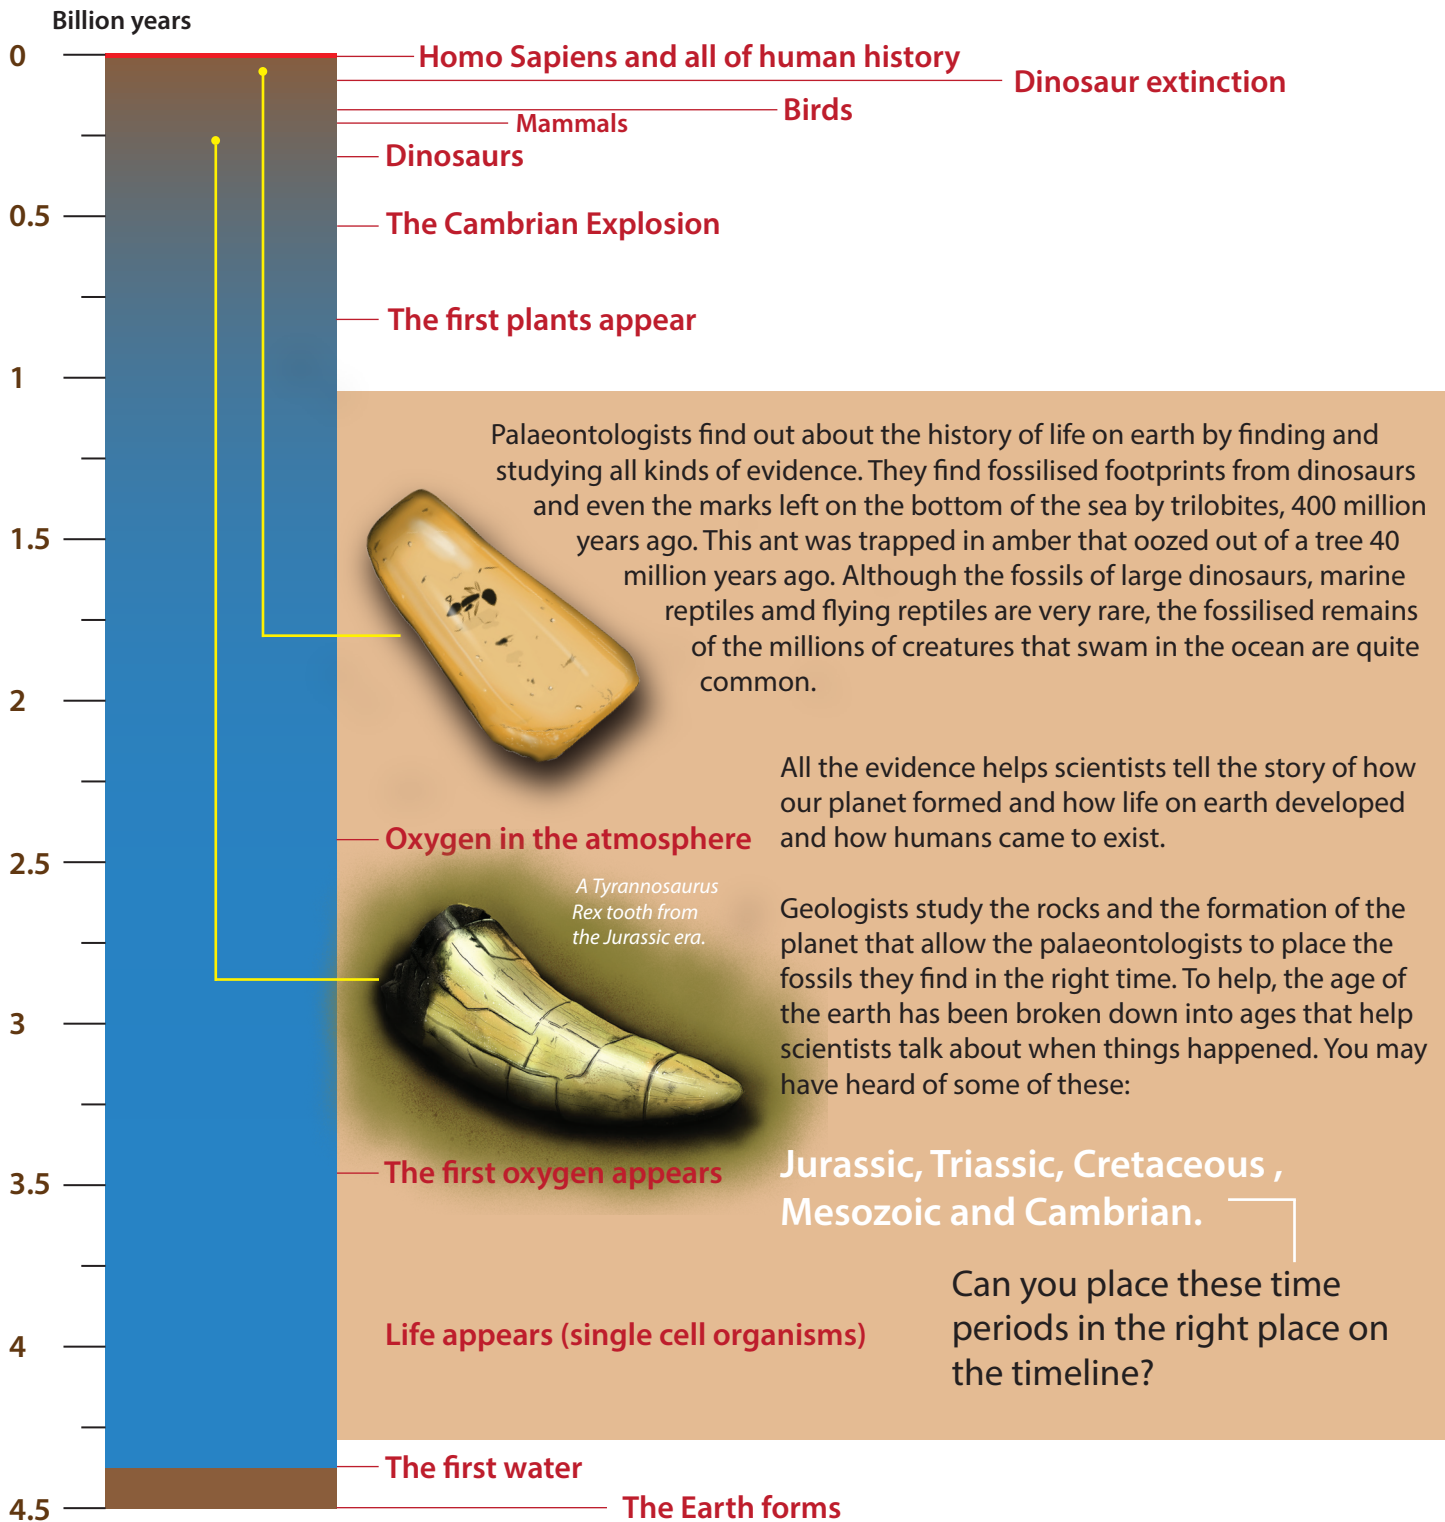 Billion years
0
Homo Sapiens and all of human history
Dinosaur extinction
Birds
Mammals
Dinosaurs
0.5
The Cambrian Explosion
The first plants appear
1
Palaeontologists find out about the history of life on earth by finding and
studying all kinds of evidence. They find fossilised footprints from dinosaurs
and even the marks left on the bottom of the sea by trilobites, 400 million
years ago. This ant was trapped in amber that oozed out of a tree 40
million years ago. Although the fossils of large dinosaurs, marine
reptiles amd flying reptiles are very rare, the fossilised remains
of the millions of creatures that swam in the ocean are quite
common.
1.5
2
All the evidence helps scientists tell the story of how
our planet formed and how life on earth developed
and how humans came to exist.
Oxygen in the atmosphere
2.5
A Tyrannosaurus
Rex tooth from
the Jurassic era.
Geologists study the rocks and the formation of the
planet that allow the palaeontologists to place the
fossils they find in the right time. To help, the age of
the earth has been broken down into ages that help
scientists talk about when things happened. You may
have heard of some of these:
3
The first oxygen appears
3.5
Jurassic, Triassic, Cretaceous ,
Mesozoic and Cambrian.
Can you place these time
periods in the right place on
the timeline?
Life appears (single cell organisms)
4
The first water
The Earth forms
4.5